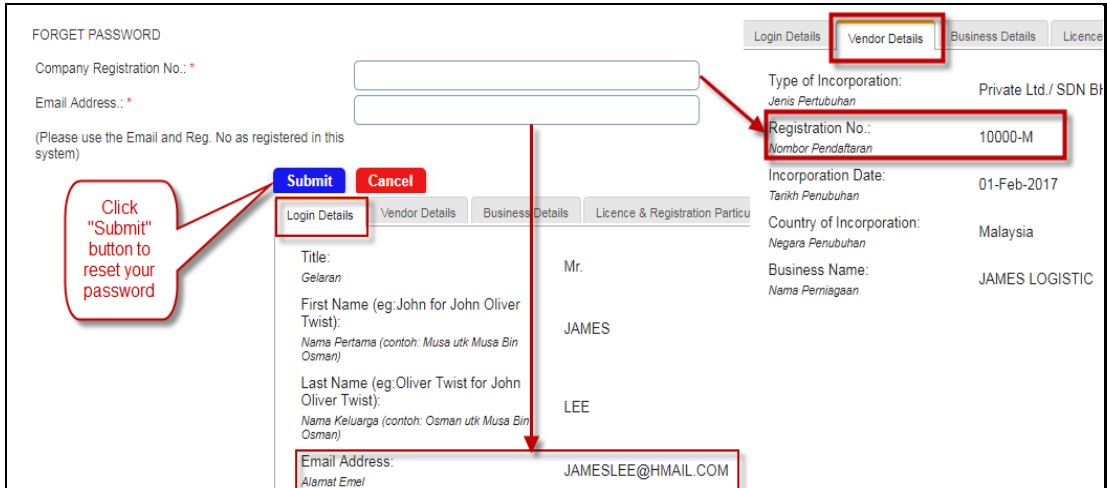 FORGET PASSWORD
Company Registration No.: *
Email Address.: *
(Please use the Email and Reg. No as registered in this
system)
Submit Cancel
Click
"Submit"
button to
reset your
password
Login Details Vendor Details Business Details Licence & Registration Particu
Title:
Gelaran
Mr.
First Name (eg:John for John Oliver
Twist):
Nama Pertama (contoh: Musa utk Musa Bin
Osman)
JAMES
Last Name (eg:Oliver Twist for John
Oliver Twist):
Nama Keluarga (contoh: Osman utk Musa Bin
Osman)
LEE
Email Address:
Alamat Emel
JAMESLEE@HMAIL.COM
Login Details Vendor Details Business Details Licence
Type of Incorporation:
Jenis Pertubuhan
Private Ltd./ SDN BH
Registration No.:
Nombor Pendaftaran
10000-M
Incorporation Date:
Tarikh Penubuhan
01-Feb-2017
Country of Incorporation:
Negara Penubuhan
Malaysia
Business Name:
Nama Perniagaan
JAMES LOGISTIC